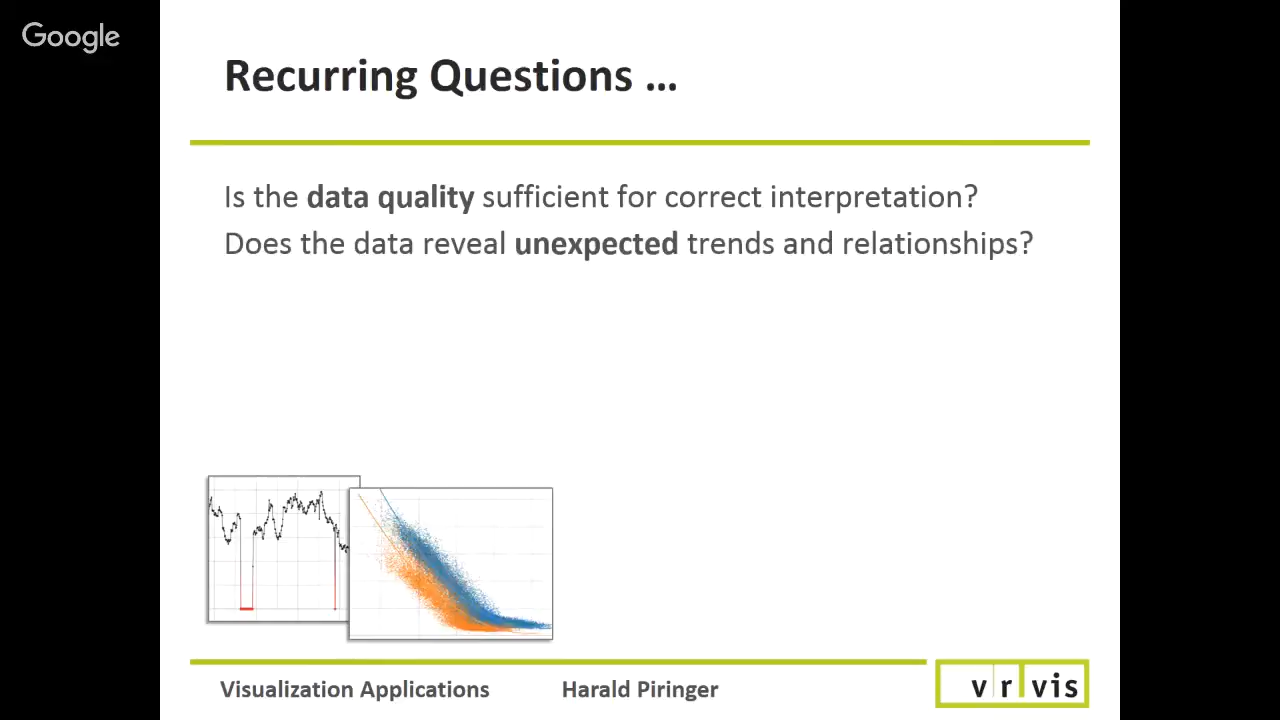 Google
Recurring Questions ...
Is the data quality sufficient for correct interpretation?
Does the data reveal unexpected trends and relationships?
Visualization Applications
Harald Piringer
vrvis